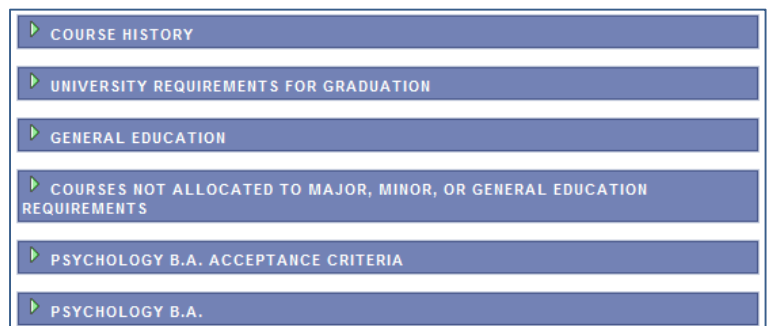 COURSE HISTORY
UNIVERSITY REQUIREMENTS FOR GRADUATION
GENERAL EDUCATION
COURSES NOT ALLOCATED TO MAJOR, MINOR, OR GENERAL EDUCATION
REQUIREMENTS
PSYCHOLOGY B.A. ACCEPTANCE CRITERIA
PSYCHOLOGY B.A.